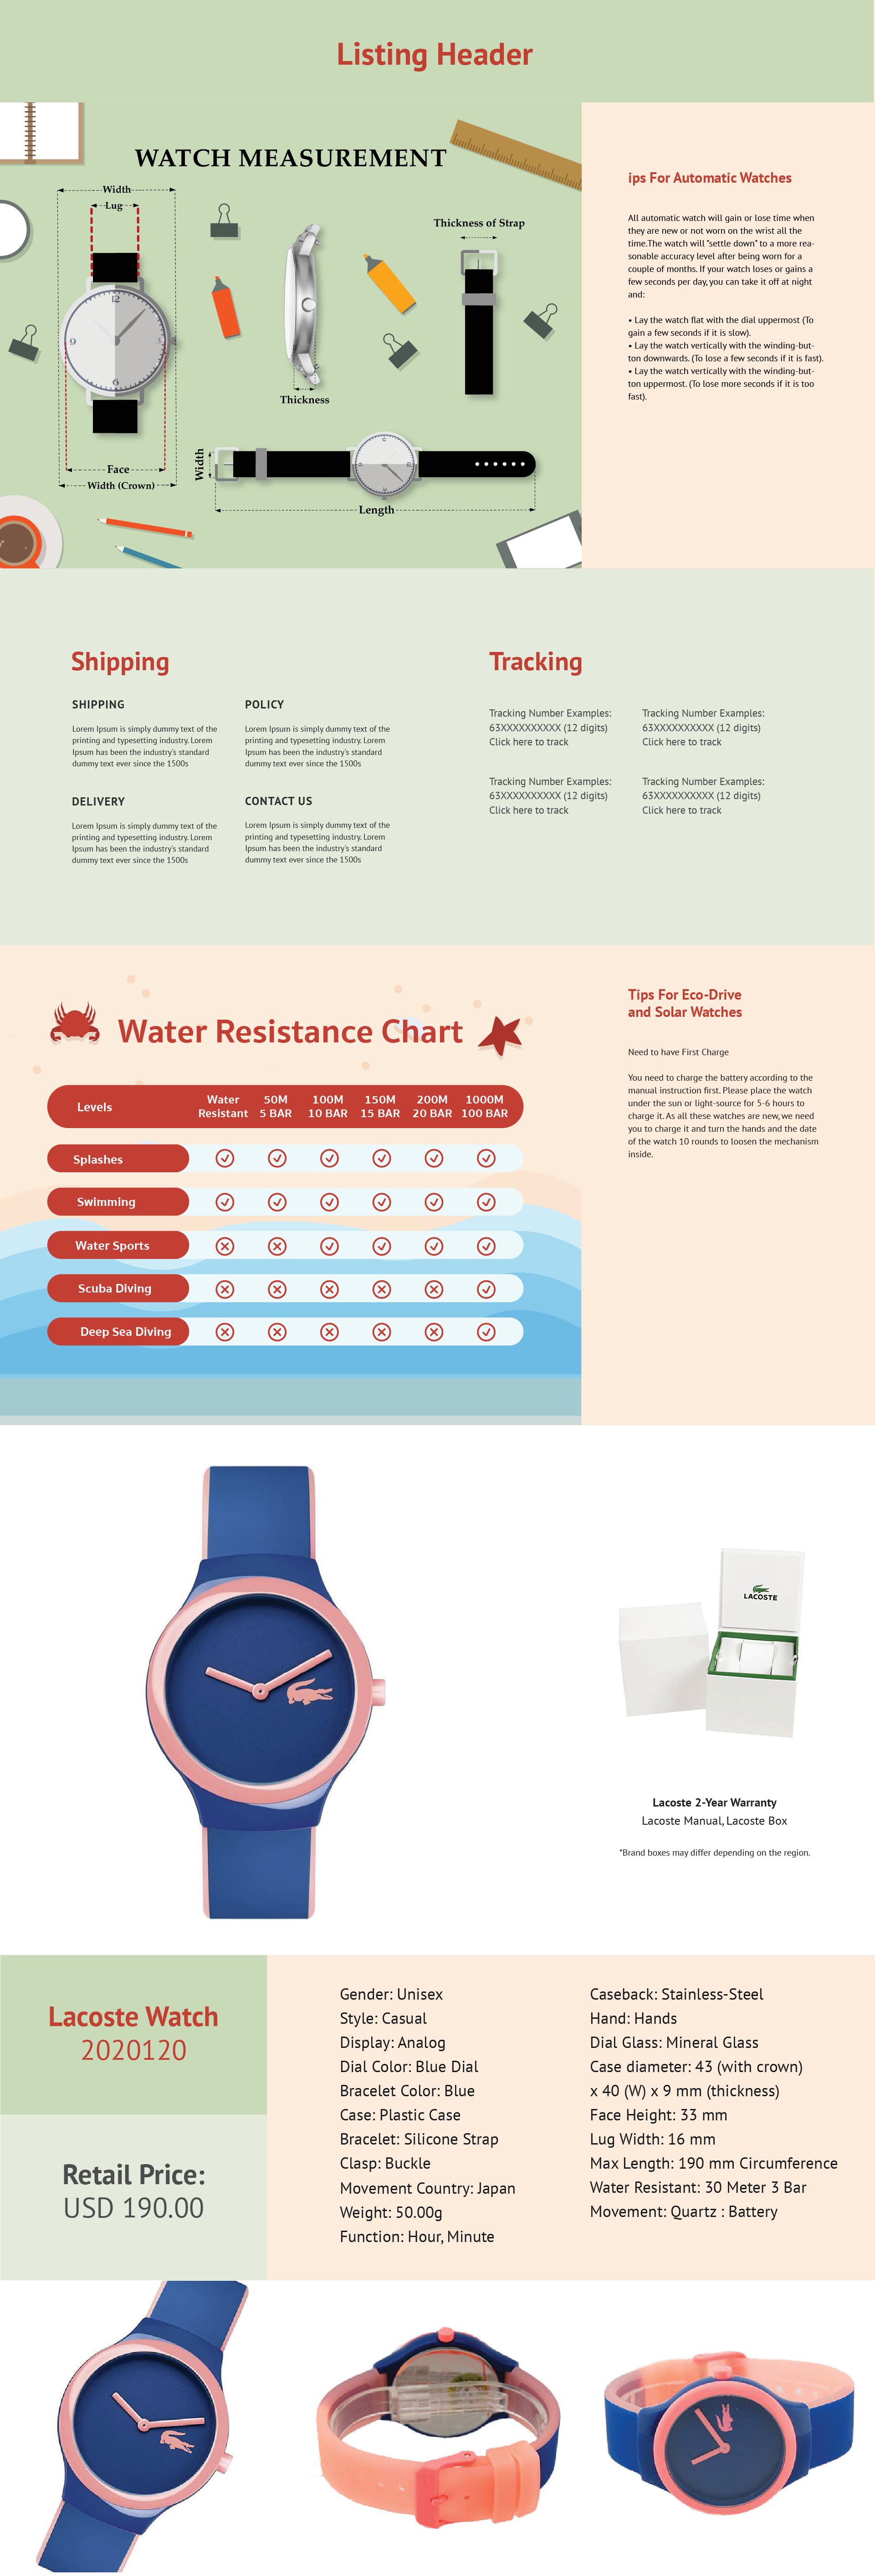 Listing Header
WATCH MEASUREMENT
Width
Lug
12
9
3
6
Face
Width (Crown)
Thickness
Thickness of Strap
Width
Length
ips For Automatic Watches
All automatic watch will gain or lose time when
they are new or not worn on the wrist all the
time.The watch will "settle down" to a more rea-
sonable accuracy level after being worn for a
couple of months. If your watch loses or gains a
few seconds per day, you can take it off at night
and:
• Lay the watch flat with the dial uppermost (To
gain a few seconds if it is slow).
• Lay the watch vertically with the winding-but-
ton downwards. (To lose a few seconds if it is fast).
• Lay the watch vertically with the winding-but-
ton uppermost. (To lose more seconds if it is too
fast).
Shipping
SHIPPING
Lorem Ipsum is simply dummy text of the
printing and typesetting industry. Lorem
Ipsum has been the industry's standard
dummy text ever since the 1500s
POLICY
Lorem Ipsum is simply dummy text of the
printing and typesetting industry. Lorem
Ipsum has been the industry's standard
dummy text ever since the 1500s
DELIVERY
Lorem Ipsum is simply dummy text of the
printing and typesetting industry. Lorem
Ipsum has been the industry's standard
dummy text ever since the 1500s
CONTACT US
Lorem Ipsum is simply dummy text of the
printing and typesetting industry. Lorem
Ipsum has been the industry's standard
dummy text ever since the 1500s
Tracking
Tracking Number Examples:
63XXXXXXXXXX (12 digits)
Click here to track
Tracking Number Examples:
63XXXXXXXXXX (12 digits)
Click here to track
Tracking Number Examples:
63XXXXXXXXXX (12 digits)
Click here to track
Tracking Number Examples:
63XXXXXXXXXX (12 digits)
Click here to track
Water Resistance Chart
Levels
Water
Resistant
50M
5 BAR
100M
10 BAR
150M
15 BAR
200M
20 BAR
1000M
100 BAR
Splashes
Swimming
Water Sports
Scuba Diving
Deep Sea Diving
Tips For Eco-Drive
and Solar Watches
Need to have First Charge
You need to charge the battery according to the
manual instruction first. Please place the watch
under the sun or light-source for 5-6 hours to
charge it. As all these watches are new, we need
you to charge it and turn the hands and the date
of the watch 10 rounds to loosen the mechanism
inside.
LACOSTE
Lacoste 2-Year Warranty
Lacoste Manual, Lacoste Box
*Brand boxes may differ depending on the region.
Lacoste Watch
2020120
Retail Price:
USD 190.00
Gender: Unisex
Style: Casual
Display: Analog
Dial Color: Blue Dial
Bracelet Color: Blue
Case: Plastic Case
Bracelet: Silicone Strap
Clasp: Buckle
Movement Country: Japan
Weight: 50.00g
Function: Hour, Minute
Caseback: Stainless-Steel
Hand: Hands
Dial Glass: Mineral Glass
Case diameter: 43 (with crown)
x 40 (W) x 9 mm (thickness)
Face Height: 33 mm
Lug Width: 16 mm
Max Length: 190 mm Circumference
Water Resistant: 30 Meter 3 Bar
Movement: Quartz : Battery